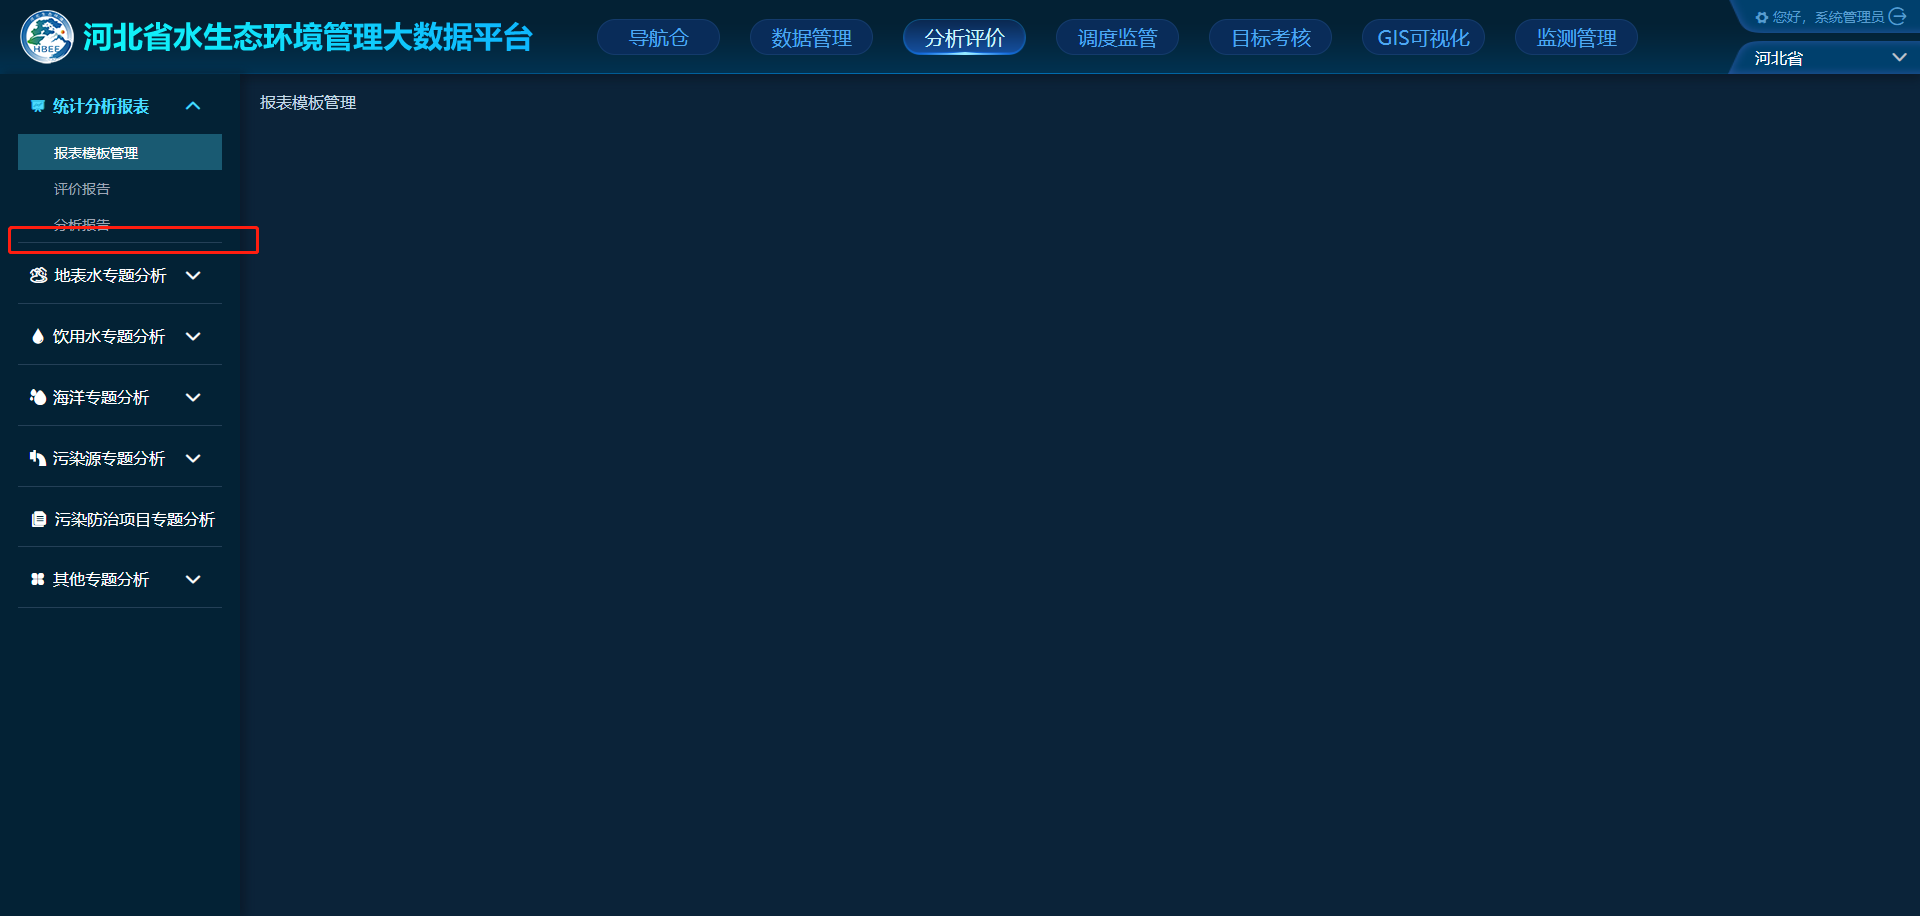 河北省水生态环境管理大数据平台
HBEE
导航仓
数据管理
分析评价
调度监管
目标考核
GIS可视化
监测管理
您好，系统管理员
河北省
统计分析报表
报表模板管理
评价报告
分析报告
地表水专题分析
饮用水专题分析
海洋专题分析
污染源专题分析
污染防治项目专题分析
其他专题分析
报表模板管理